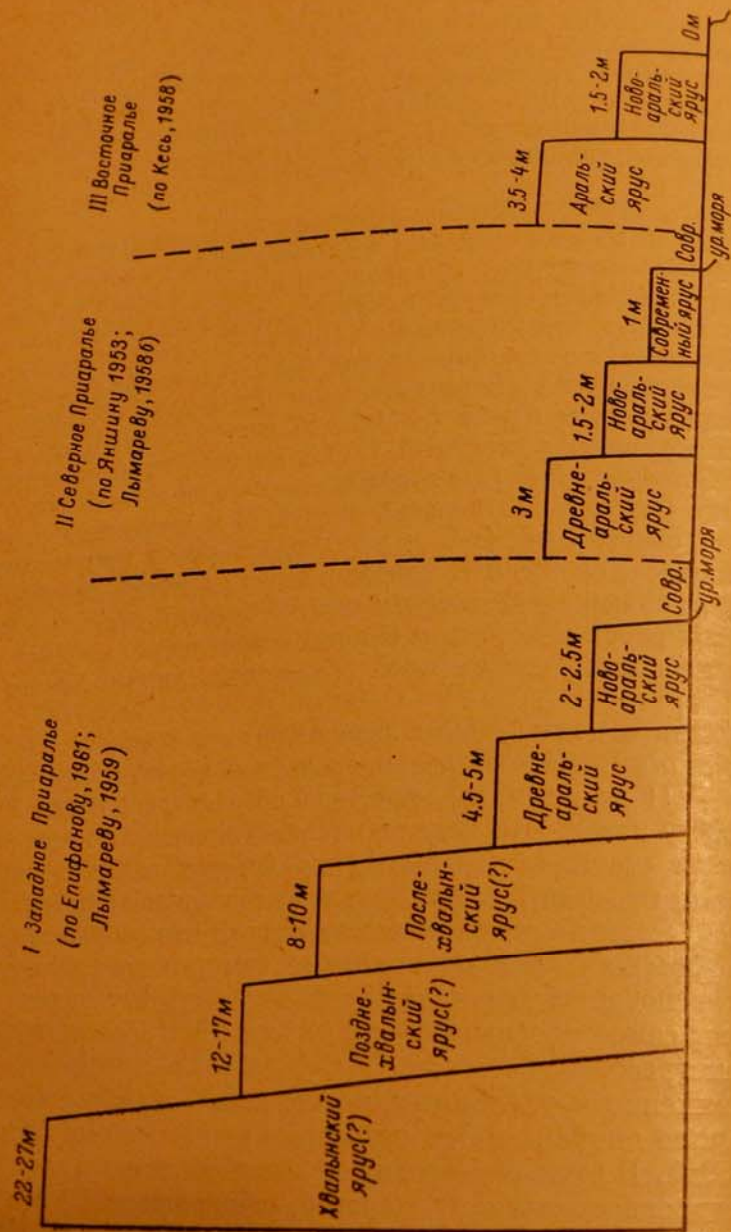 I Западное Приаралье
(по Епифанову, 1961;
Лымареву, 1959)
22-27м
Хвалынский
ярус(?)
12-17м
Поздне-
хвалын-
ский
ярус(?)
8-10 м
После-
хвалын-
ский
ярус(?)
4.5-5м
Древне-
араль-
ский
ярус
2-2.5м
Ново-
араль-
ский
ярус
Совр.
ур.моря
II Северное Приаралье
(по Яншину 1953;
Лымареву, 1958б)
3м
Древне-
араль-
ский
ярус
1.5-2м
Ново-
араль-
ский
ярус
1м
Современ-
ный ярус
Совр.
ур.моря
III Восточное
Приаралье
(по Кесь, 1958)
3.5-4м
Араль-
ский
ярус
1.5-2м
Ново-
араль-
ский
ярус
0м